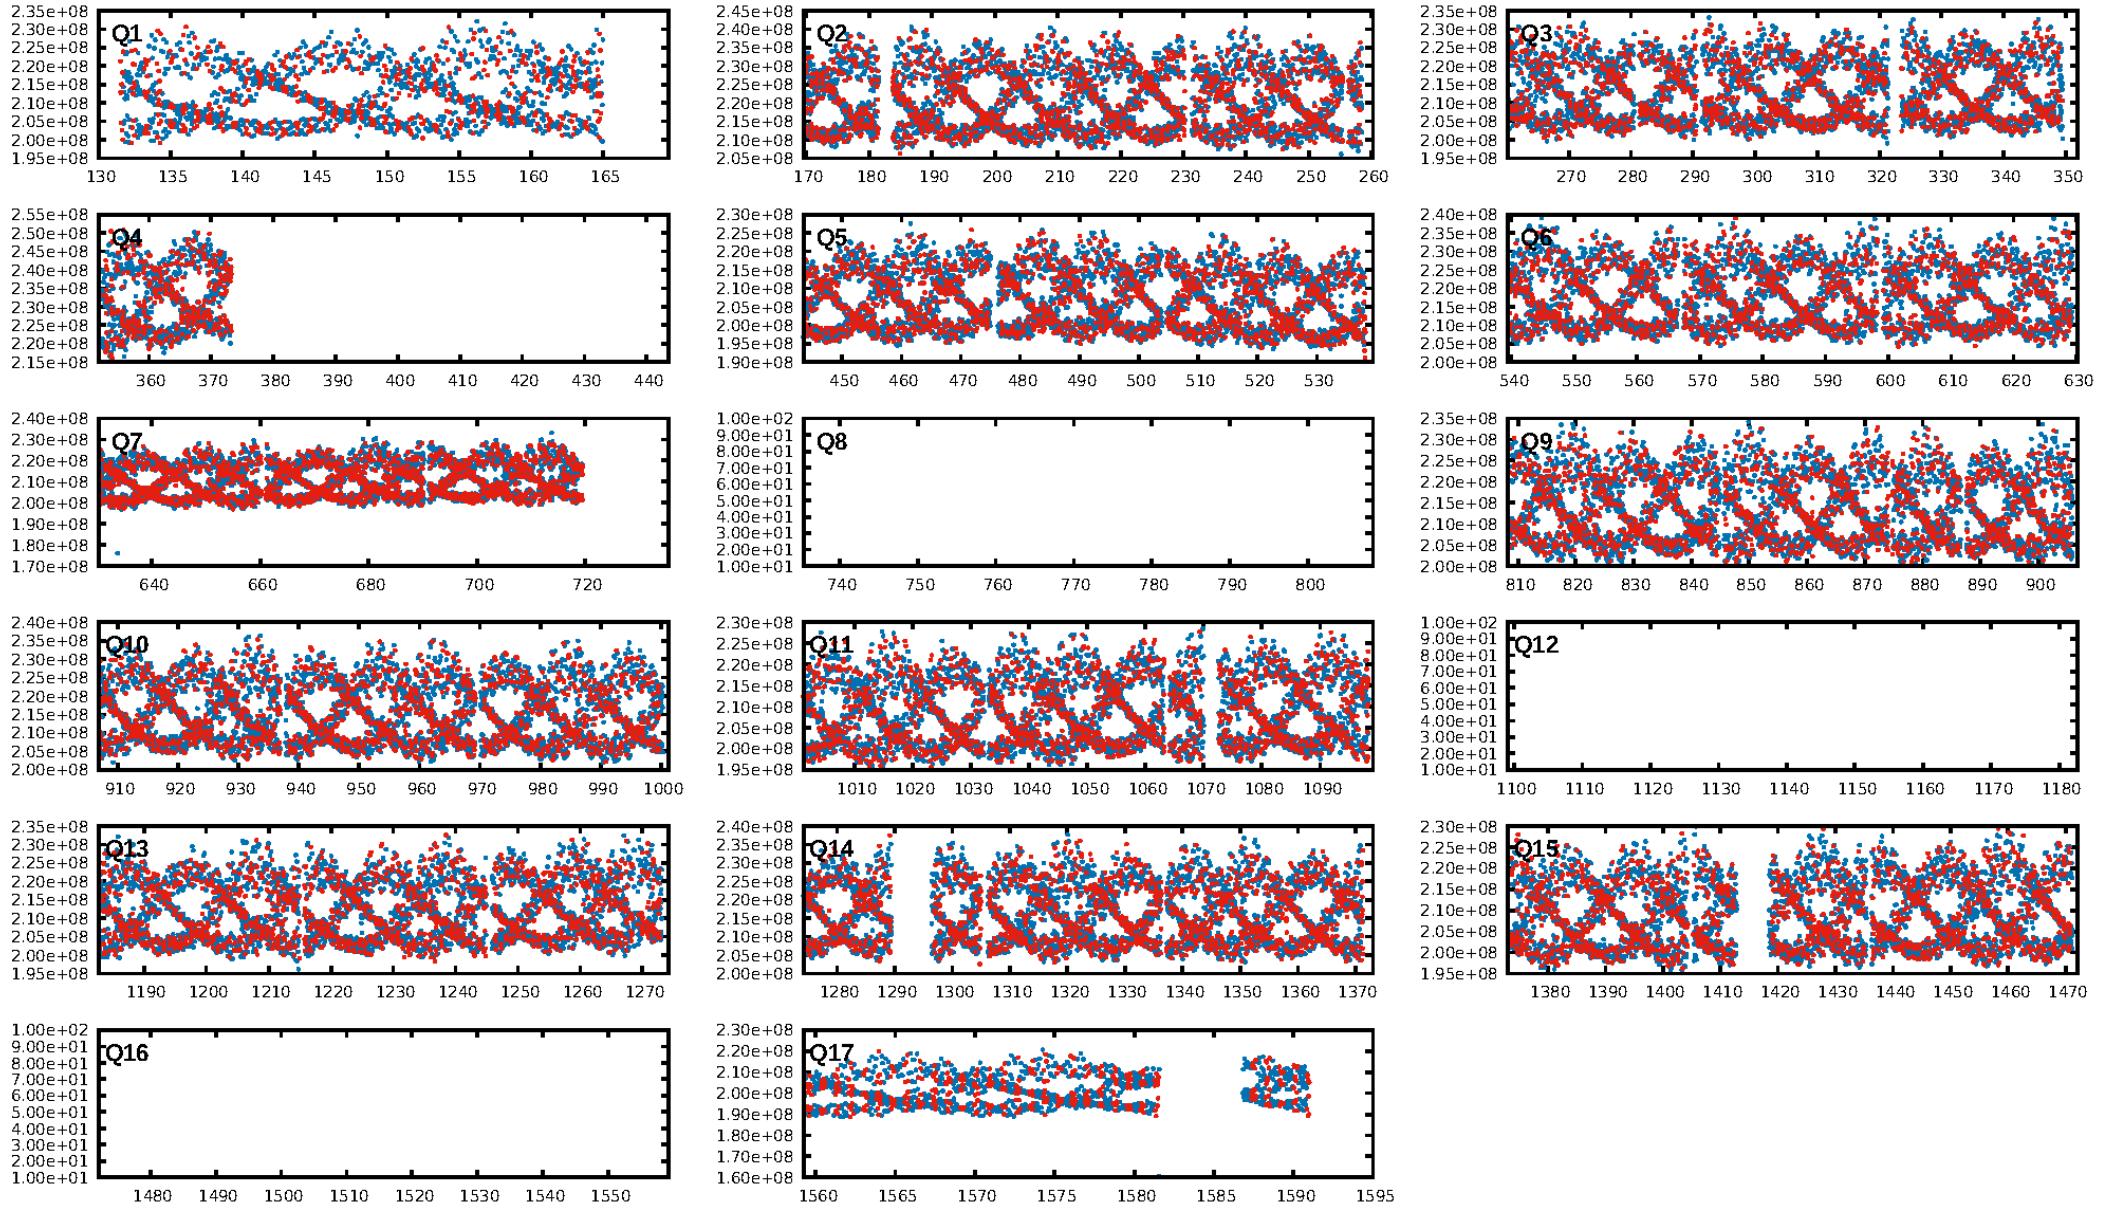 2.35e+08 2.30e+08 2.25e+08 2.20e+08 2.15e+08 2.10e+08 2.05e+08 2.00e+08 1.95e+08
Q1
130 135 140 145 150 155 160 165
2.45e+08 2.40e+08 2.35e+08 2.30e+08 2.25e+08 2.20e+08 2.15e+08 2.10e+08 2.05e+08
Q2
170 180 190 200 210 220 230 240 250 260
2.35e+08 2.30e+08 2.25e+08 2.20e+08 2.15e+08 2.10e+08 2.05e+08 2.00e+08 1.95e+08
Q3
270 280 290 300 310 320 330 340 350
2.55e+08 2.50e+08 2.45e+08 2.40e+08 2.35e+08 2.30e+08 2.25e+08 2.20e+08 2.15e+08
Q4
360 370 380 390 400 410 420 430 440
2.30e+08 2.25e+08 2.20e+08 2.15e+08 2.10e+08 2.05e+08 2.00e+08 1.95e+08 1.90e+08
Q5
450 460 470 480 490 500 510 520 530
2.40e+08 2.35e+08 2.30e+08 2.25e+08 2.20e+08 2.15e+08 2.10e+08 2.05e+08 2.00e+08
Q6
540 550 560 570 580 590 600 610 620 630
2.40e+08 2.30e+08 2.20e+08 2.10e+08 2.00e+08 1.90e+08 1.80e+08 1.70e+08
Q7
640 660 680 700 720
1.00e+02 9.00e+01 8.00e+01 7.00e+01 6.00e+01 5.00e+01 4.00e+01 3.00e+01 2.00e+01 1.00e+01
Q8
740 750 760 770 780 790 800
2.35e+08 2.30e+08 2.25e+08 2.20e+08 2.15e+08 2.10e+08 2.05e+08 2.00e+08
Q9
810 820 830 840 850 860 870 880 890 900
2.40e+08 2.35e+08 2.30e+08 2.25e+08 2.20e+08 2.15e+08 2.10e+08 2.05e+08 2.00e+08
Q10
910 920 930 940 950 960 970 980 990 1000
2.30e+08 2.25e+08 2.20e+08 2.15e+08 2.10e+08 2.05e+08 2.00e+08 1.95e+08
Q11
1010 1020 1030 1040 1050 1060 1070 1080 1090
1.00e+02 9.00e+01 8.00e+01 7.00e+01 6.00e+01 5.00e+01 4.00e+01 3.00e+01 2.00e+01 1.00e+01
Q12
1100 1110 1120 1130 1140 1150 1160 1170 1180
2.35e+08 2.30e+08 2.25e+08 2.20e+08 2.15e+08 2.10e+08 2.05e+08 2.00e+08 1.95e+08
Q13
1190 1200 1210 1220 1230 1240 1250 1260 1270
2.40e+08 2.35e+08 2.30e+08 2.25e+08 2.20e+08 2.15e+08 2.10e+08 2.05e+08 2.00e+08
Q14
1280 1290 1300 1310 1320 1330 1340 1350 1360 1370
2.30e+08 2.25e+08 2.20e+08 2.15e+08 2.10e+08 2.05e+08 2.00e+08 1.95e+08
Q15
1380 1390 1400 1410 1420 1430 1440 1450 1460 1470
1.00e+02 9.00e+01 8.00e+01 7.00e+01 6.00e+01 5.00e+01 4.00e+01 3.00e+01 2.00e+01 1.00e+01
Q16
1480 1490 1500 1510 1520 1530 1540 1550
2.30e+08 2.20e+08 2.10e+08 2.00e+08 1.90e+08 1.80e+08 1.70e+08 1.60e+08
Q17
1560 1565 1570 1575 1580 1585 1590 1595